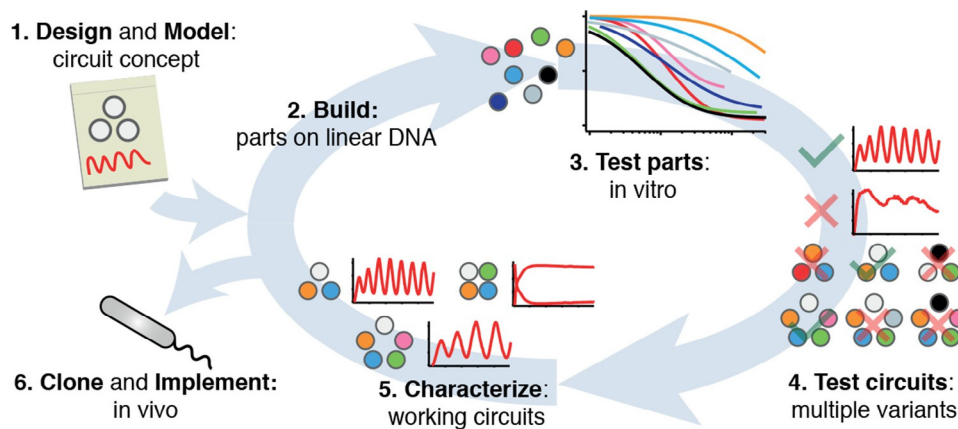 1. Design and Model:
circuit concept
2. Build:
parts on linear DNA
3. Test parts:
in vitro
4. Test circuits:
multiple variants
5. Characterize:
working circuits
6. Clone and Implement:
in vivo